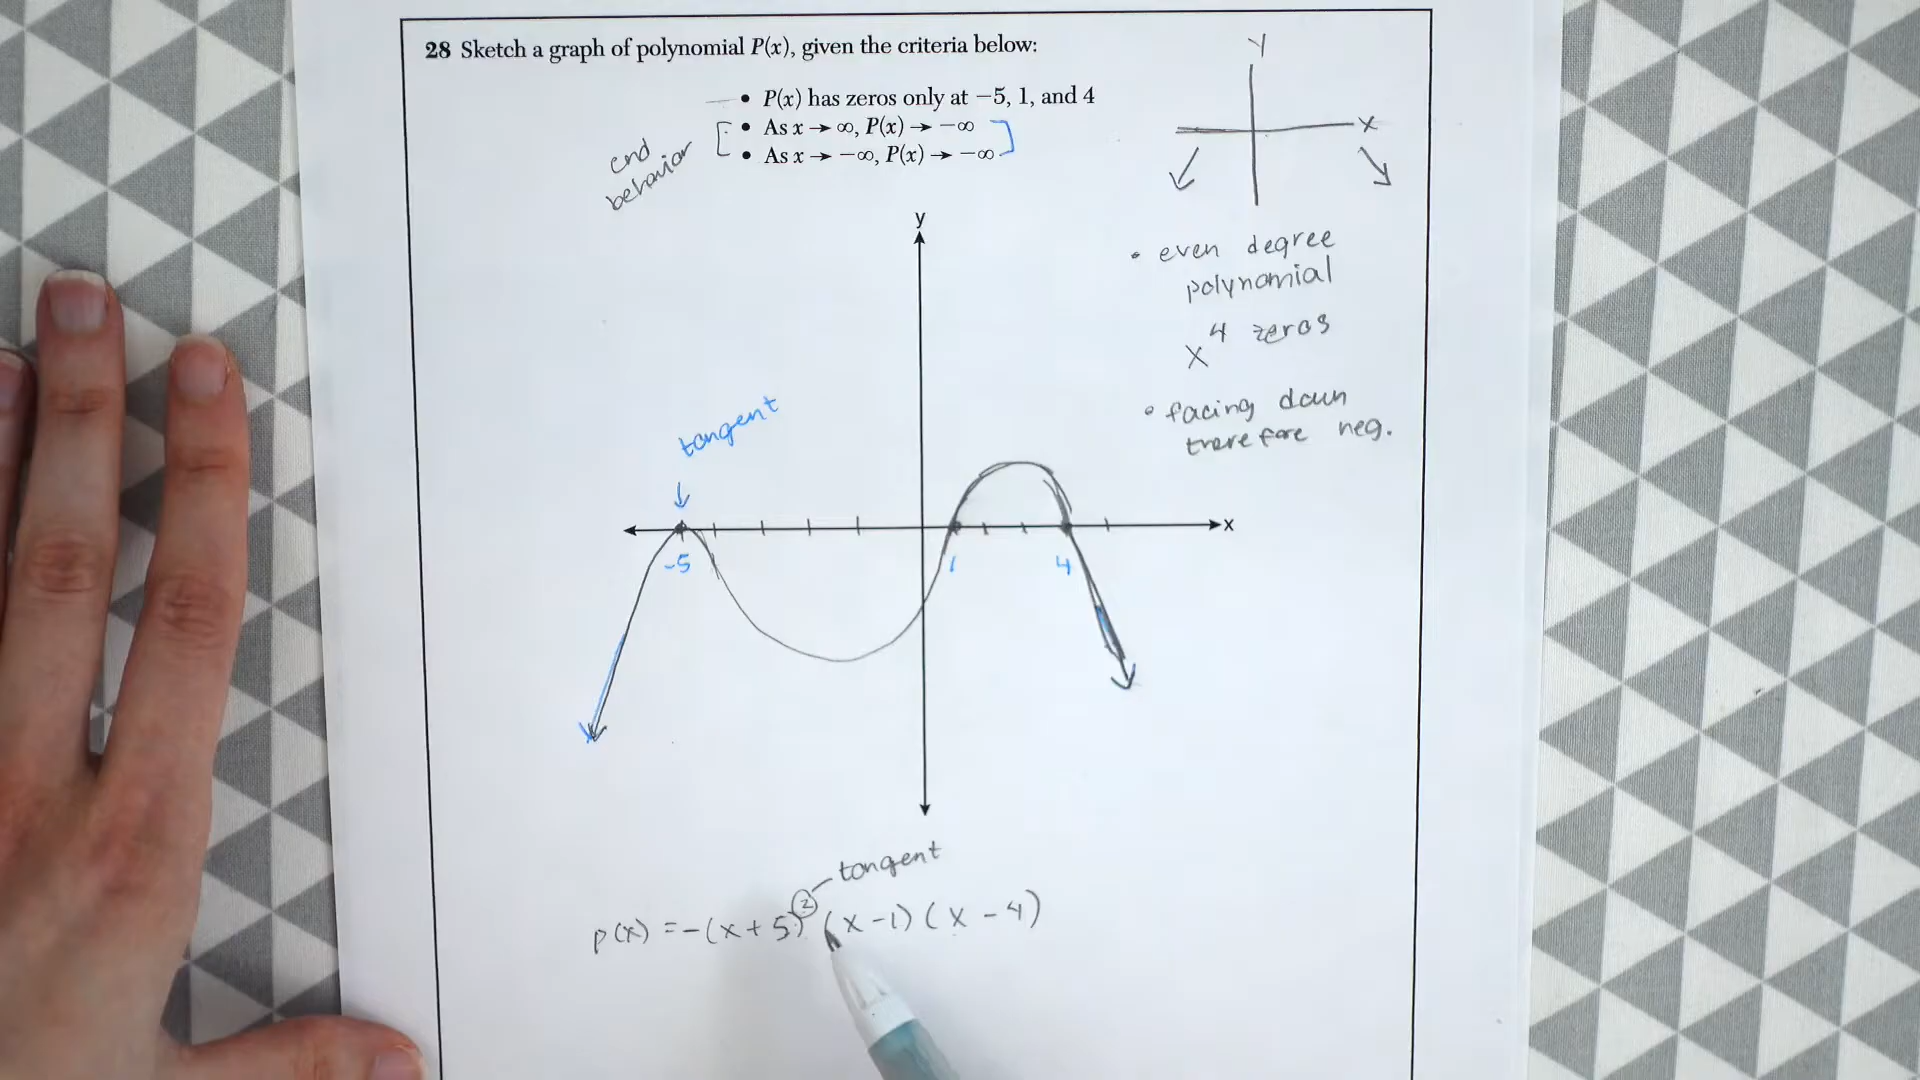 28 Sketch a graph of polynomial P(x), given the criteria below:
• P(x) has zeros only at −5, 1, and 4
• As x → ∞, P(x) → −∞
• As x → −∞, P(x) → −∞
end
behavior
y
x
• even degree
polynomial
x⁴ zeros
• facing down
therefore neg.
y
tangent
x
-5
1
4
tangent
p(x) = -(x+5)² (x-1)(x-4)